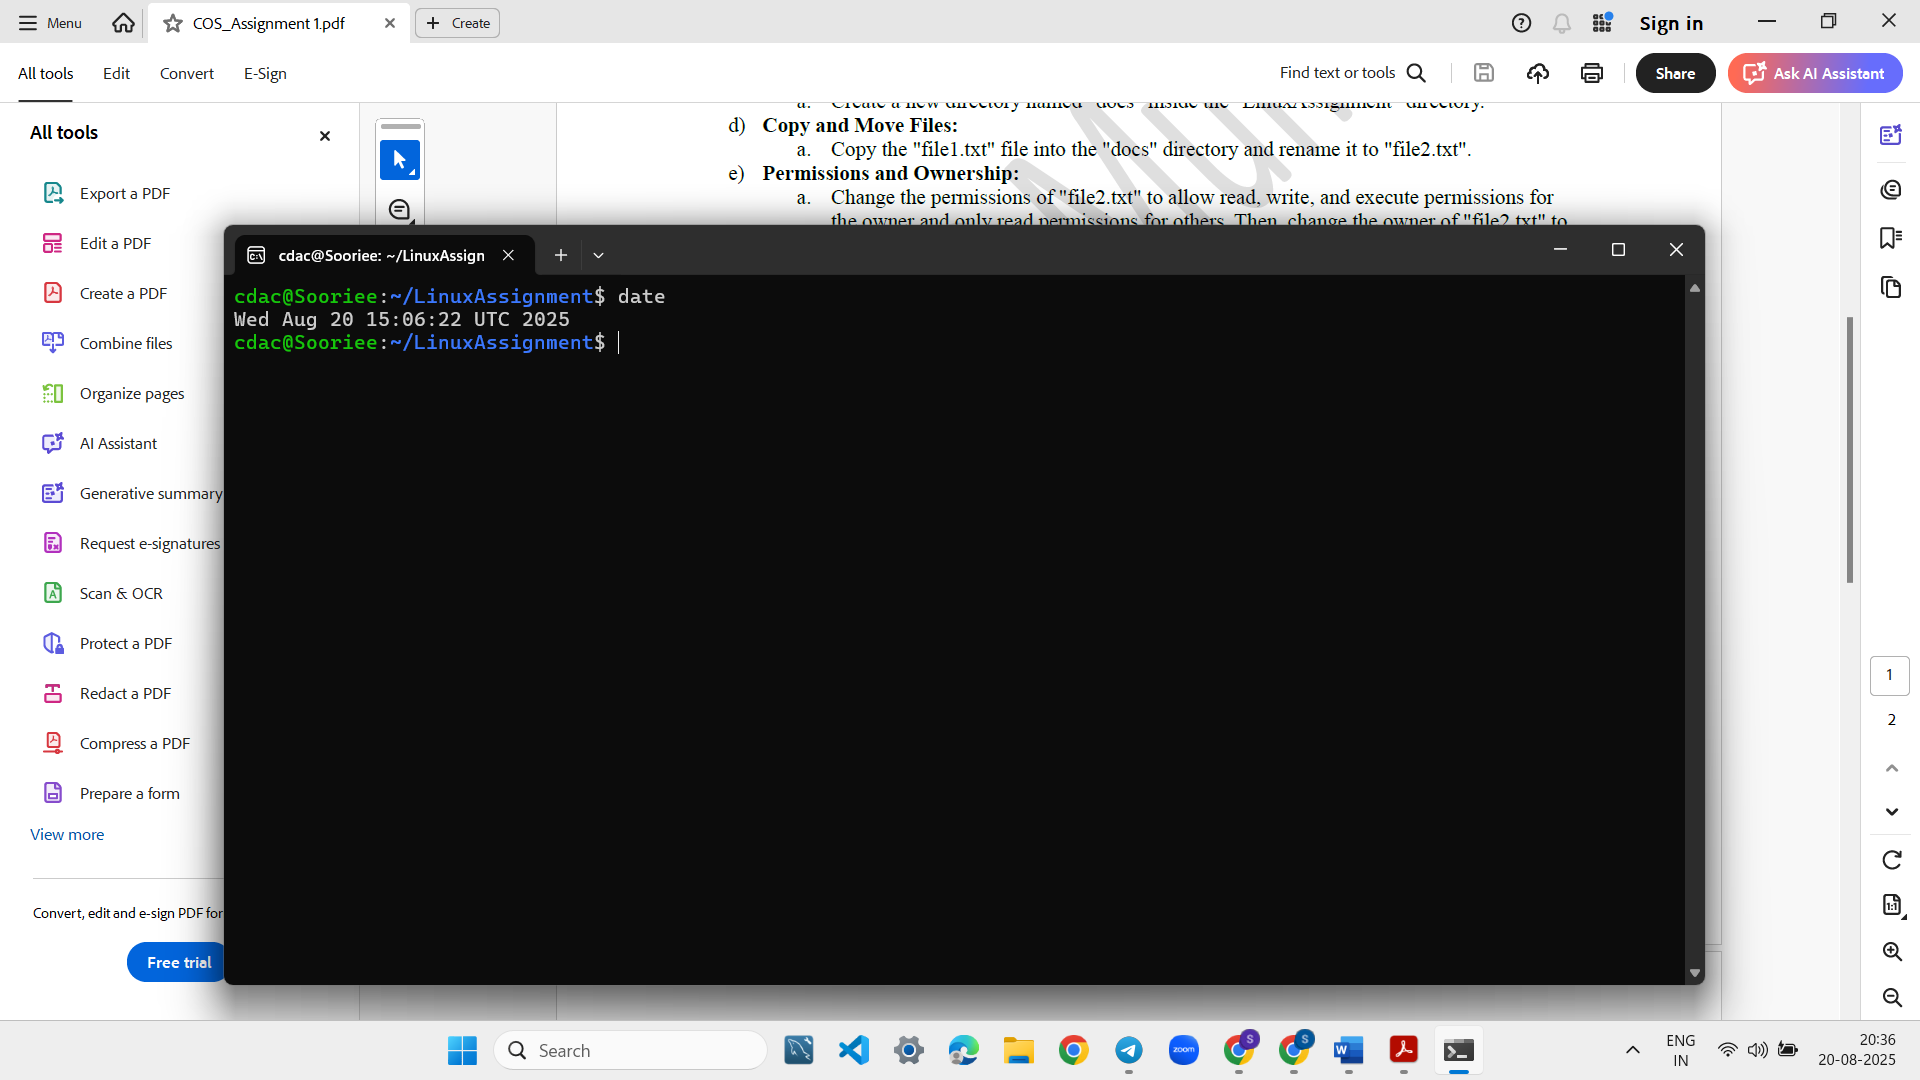 Menu
COS_Assignment 1.pdf
Create
Sign in
All tools
Edit
Convert
E-Sign
Find text or tools
Share
Ask AI Assistant
All tools
Export a PDF
Edit a PDF
Create a PDF
Combine files
Organize pages
AI Assistant
Generative summary
Request e-signatures
Scan & OCR
Protect a PDF
Redact a PDF
Compress a PDF
Prepare a form
View more
Convert, edit and e-sign PDF for
Free trial
a. Create a new directory named "docs" inside the "LinuxAssignment" directory.
d) Copy and Move Files:
a. Copy the "file1.txt" file into the "docs" directory and rename it to "file2.txt".
e) Permissions and Ownership:
a. Change the permissions of "file2.txt" to allow read, write, and execute permissions for
the owner and only read permissions for others. Then, change the owner of "file2.txt" to
cdac@Sooriee: ~/LinuxAssign
cdac@Sooriee:~/LinuxAssignment$ date
Wed Aug 20 15:06:22 UTC 2025
cdac@Sooriee:~/LinuxAssignment$
1
2
1:1
Search
zoom
S
S
W
ENG
IN
20:36
20-08-2025